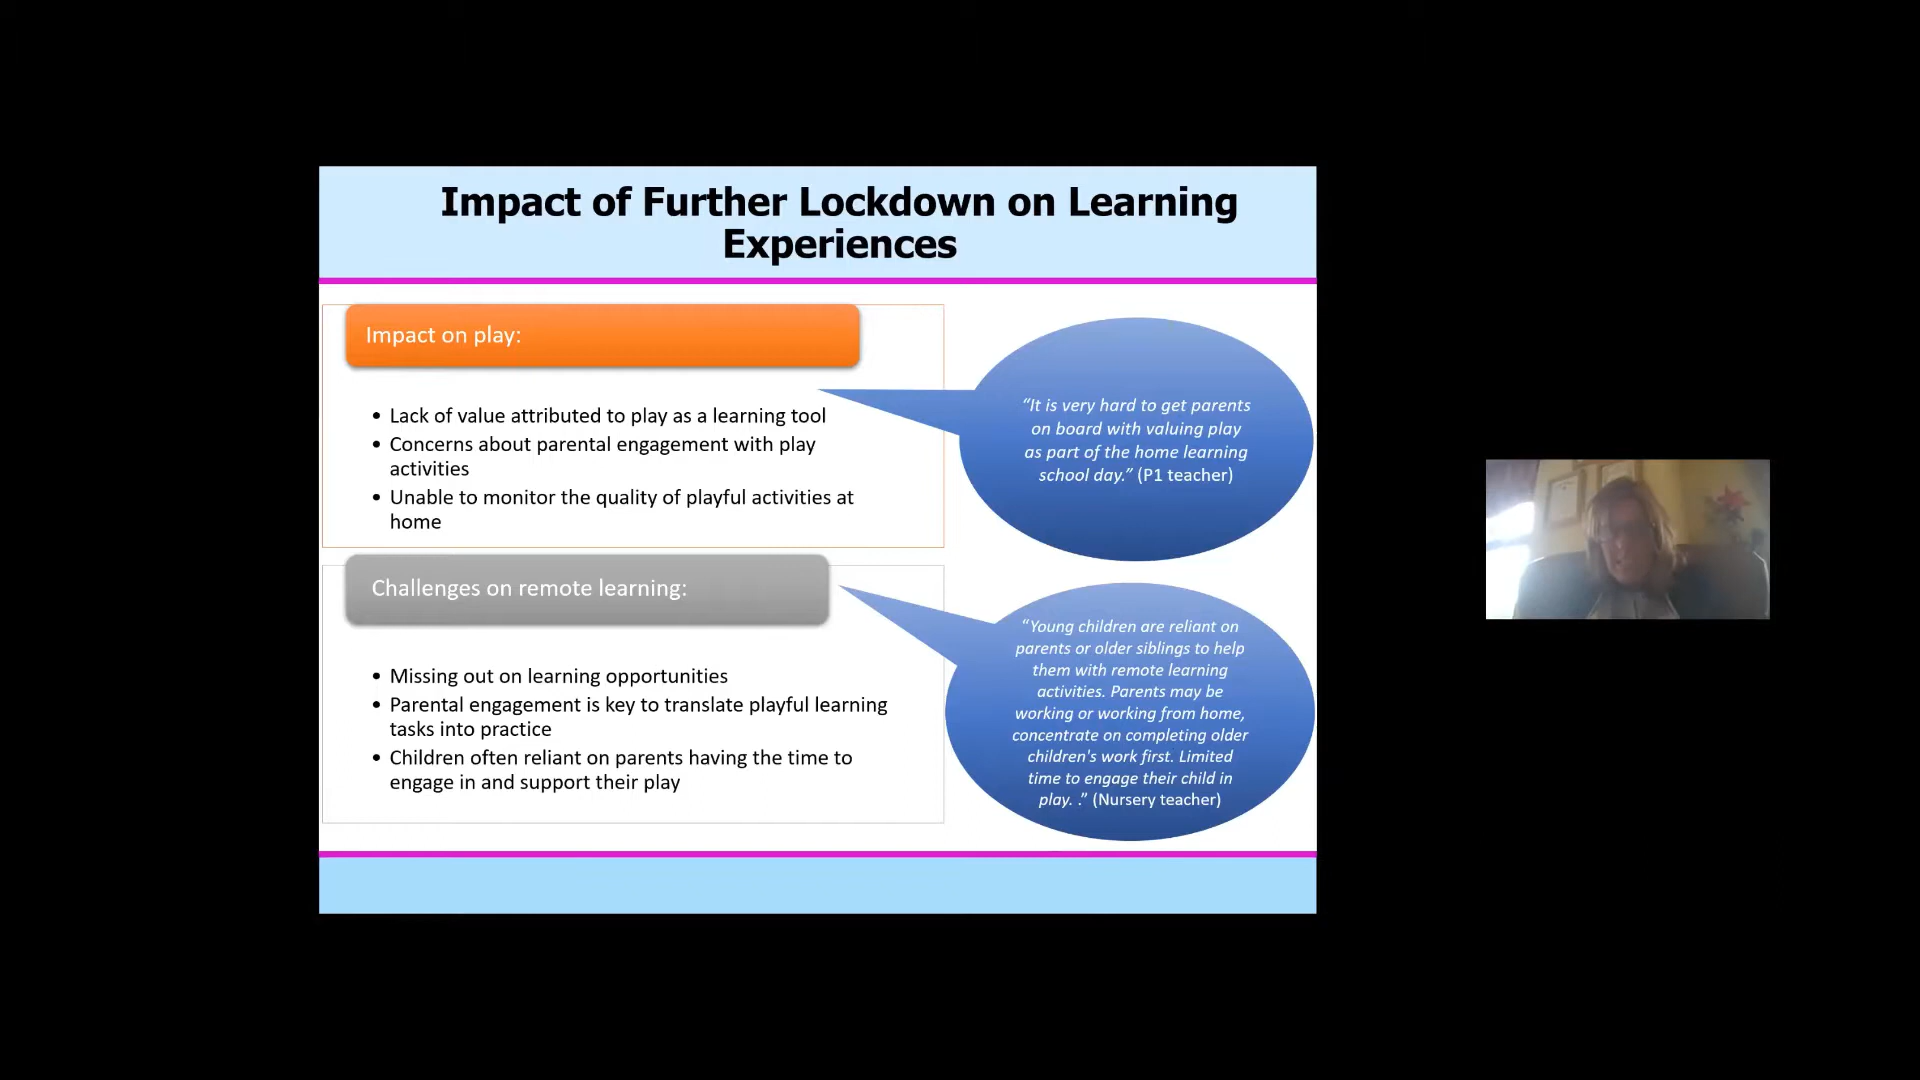 Impact of Further Lockdown on Learning
Experiences
Impact on play:
• Lack of value attributed to play as a learning tool
• Concerns about parental engagement with play
activities
• Unable to monitor the quality of playful activities at
home
“It is very hard to get parents
on board with valuing play
as part of the home learning
school day.” (P1 teacher)
Challenges on remote learning:
• Missing out on learning opportunities
• Parental engagement is key to translate playful learning
tasks into practice
• Children often reliant on parents having the time to
engage in and support their play
“Young children are reliant on
parents or older siblings to help
them with remote learning
activities. Parents may be
working or working from home,
concentrate on completing older
children's work first. Limited
time to engage their child in
play. .” (Nursery teacher)